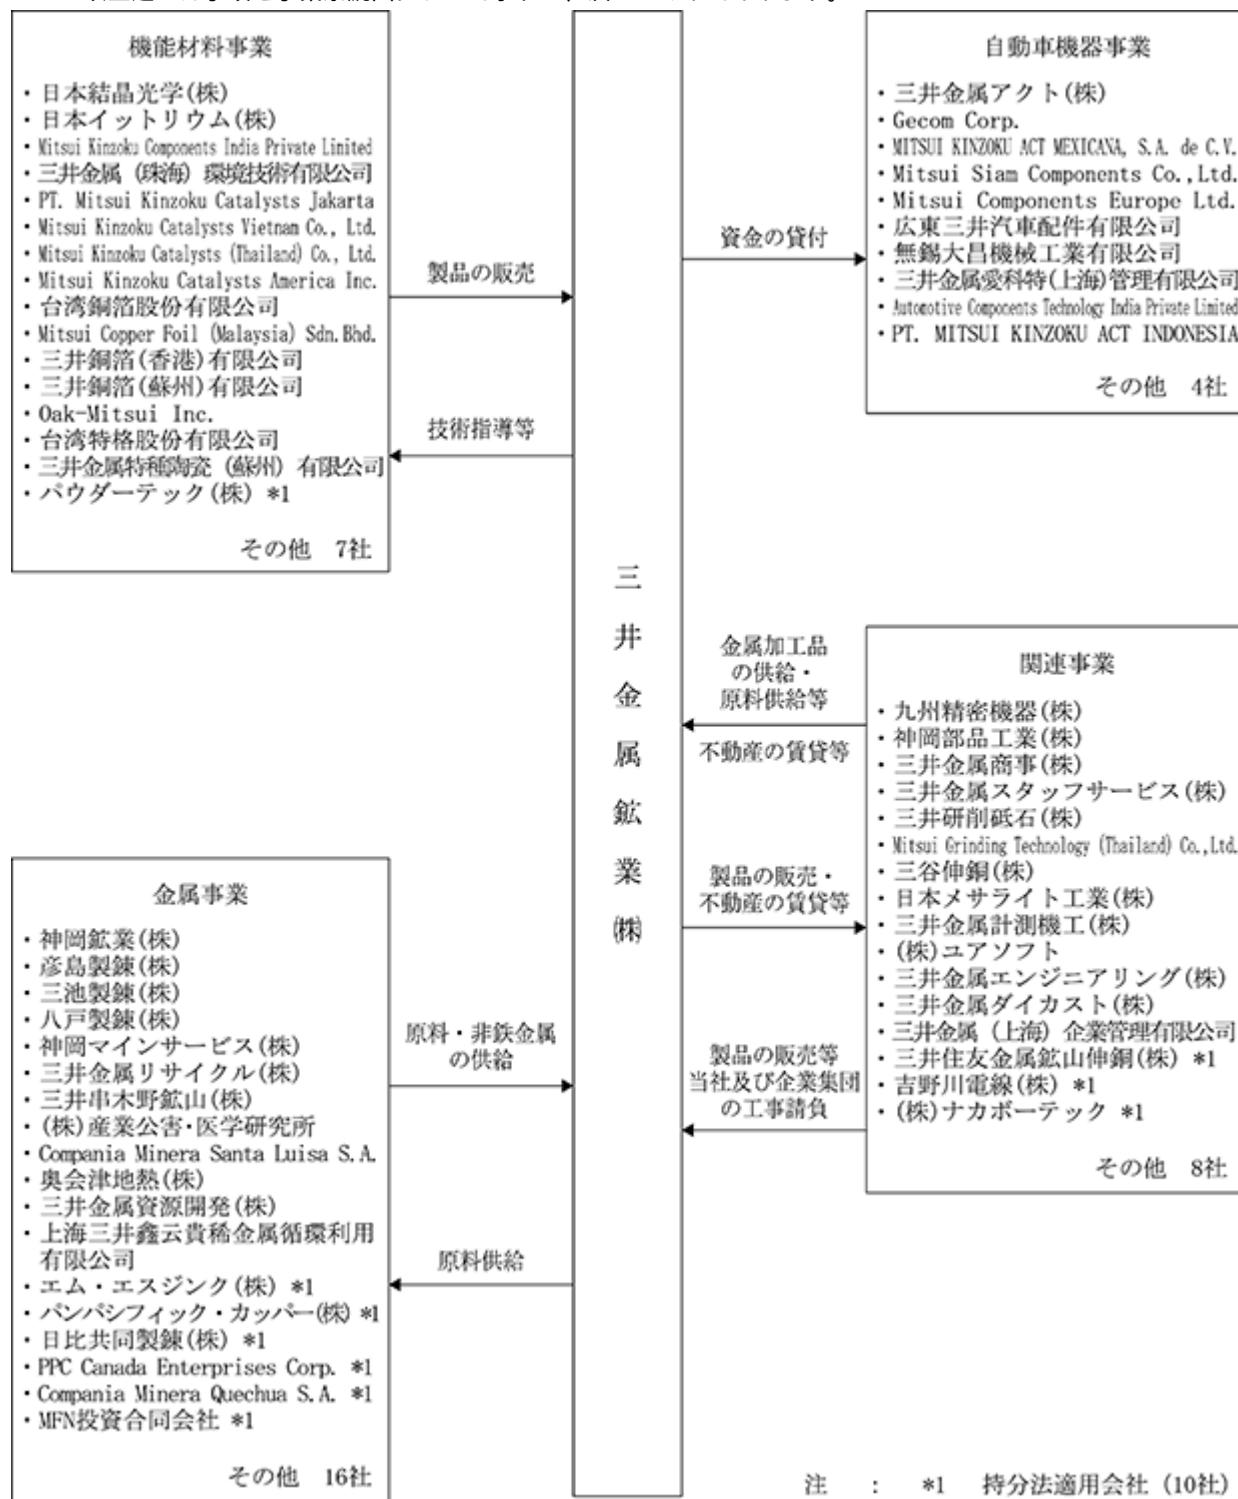 機能材料事業
・日本結晶光学(株)
・日本イットリウム(株)
・Mitsui Kinzoku Components India Private Limited
・三井金属（珠海）環境技術有限公司
・PT. Mitsui Kinzoku Catalysts Jakarta
・Mitsui Kinzoku Catalysts Vietnam Co., Ltd.
・Mitsui Kinzoku Catalysts (Thailand) Co., Ltd.
・Mitsui Kinzoku Catalysts America Inc.
・台湾銅箔股份有限公司
・Mitsui Copper Foil (Malaysia) Sdn.Bhd.
・三井銅箔(香港)有限公司
・三井銅箔(蘇州)有限公司
・Oak-Mitsui Inc.
・台湾特格股份有限公司
・三井金属特種陶瓷（蘇州）有限公司
・パウダーテック(株) *1
その他　7社
製品の販売
技術指導等
金属事業
・神岡鉱業(株)
・彦島製錬(株)
・三池製錬(株)
・八戸製錬(株)
・神岡マインサービス(株)
・三井金属リサイクル(株)
・三井串木野鉱山(株)
・(株)産業公害・医学研究所
・Compania Minera Santa Luisa S.A.
・奥会津地熱(株)
・三井金属資源開発(株)
・上海三井鑫云貴稀金属循環利用
有限公司
・エム・エスジンク(株) *1
・パンパシフィック・カッパー(株) *1
・日比共同製錬(株) *1
・PPC Canada Enterprises Corp. *1
・Compania Minera Quechua S.A. *1
・MFN投資合同会社 *1
その他　16社
原料・非鉄金属
の供給
原料供給
三井金属鉱業㈱
資金の貸付
自動車機器事業
・三井金属アクト(株)
・Gecom Corp.
・MITSUI KINZOKU ACT MEXICANA, S.A. de C.V.
・Mitsui Siam Components Co.,Ltd.
・Mitsui Components Europe Ltd.
・広東三井汽車配件有限公司
・無錫大昌機械工業有限公司
・三井金属愛科特(上海)管理有限公司
・Automotive Components Technology India Private Limited
・PT. MITSUI KINZOKU ACT INDONESIA
その他　4社
金属加工品
の供給・
原料供給等
不動産の賃貸等
製品の販売・
不動産の賃貸等
製品の販売等
当社及び企業集団
の工事請負
関連事業
・九州精密機器(株)
・神岡部品工業(株)
・三井金属商事(株)
・三井金属スタッフサービス(株)
・三井研削砥石(株)
・Mitsui Grinding Technology (Thailand) Co.,Ltd.
・三谷伸銅(株)
・日本メサライト工業(株)
・三井金属計測機工(株)
・(株)ユアソフト
・三井金属エンジニアリング(株)
・三井金属ダイカスト(株)
・三井金属（上海）企業管理有限公司
・三井住友金属鉱山伸銅(株) *1
・吉野川電線(株) *1
・(株)ナカボーテック *1
その他　8社
注　：　*1　持分法適用会社（10社）